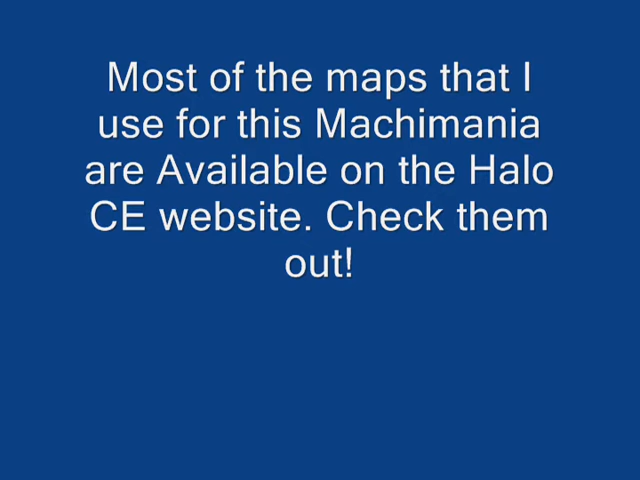 Most of the maps that I
use for this Machimania
are Available on the Halo
CE website. Check them
out!